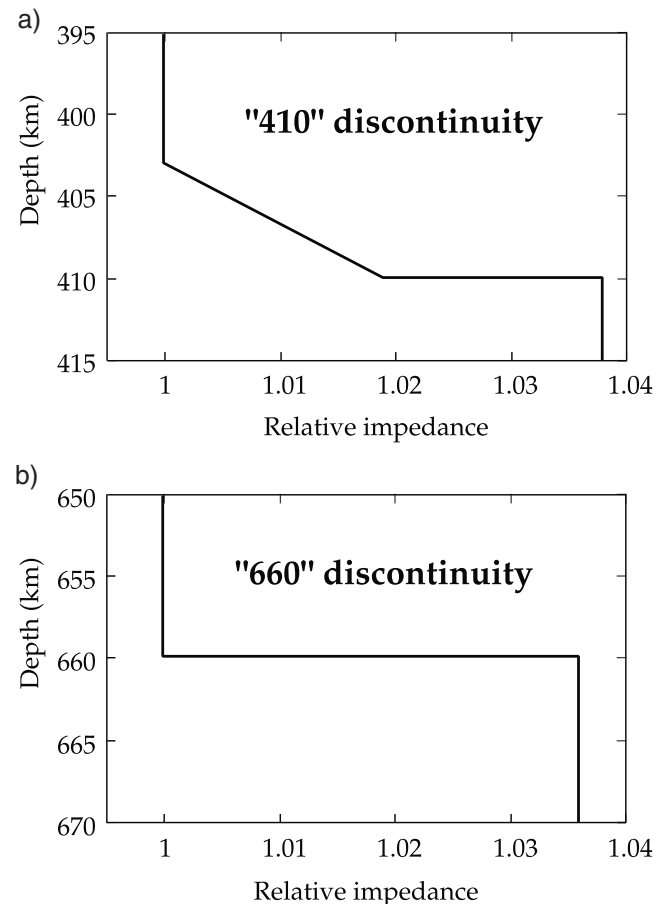 a)
395
400
405
410
415
Depth (km)
"410" discontinuity
1 1.01 1.02 1.03 1.04
Relative impedance
b)
650
655
660
665
670
Depth (km)
"660" discontinuity
1 1.01 1.02 1.03 1.04
Relative impedance